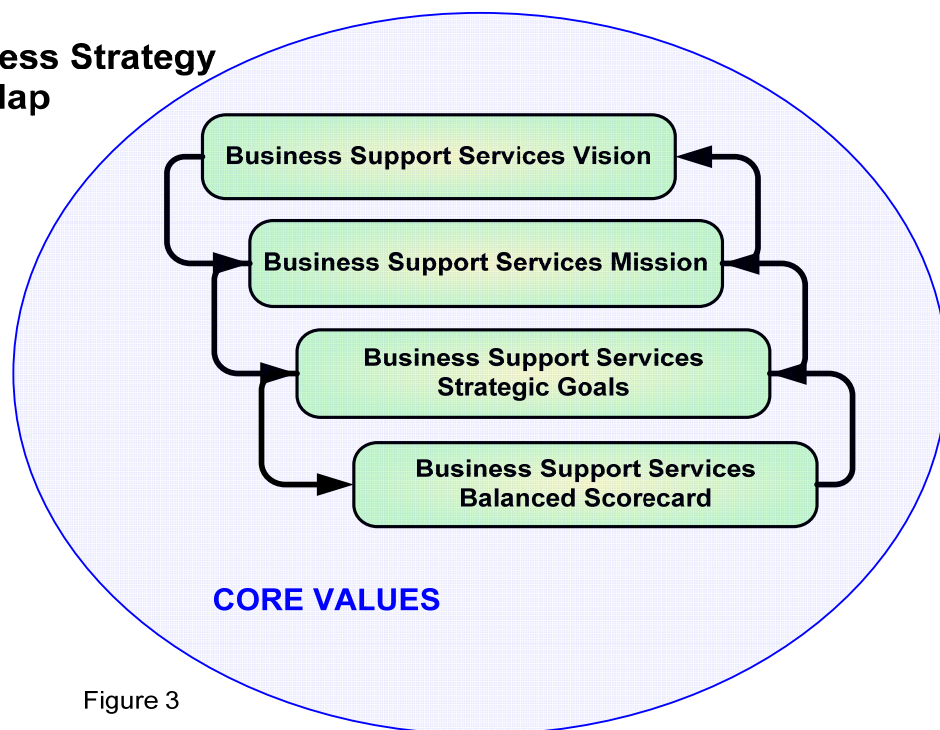 ess Strategy
Map
Business Support Services Vision
Business Support Services Mission
Business Support Services
Strategic Goals
Business Support Services
Balanced Scorecard
CORE VALUES
Figure 3